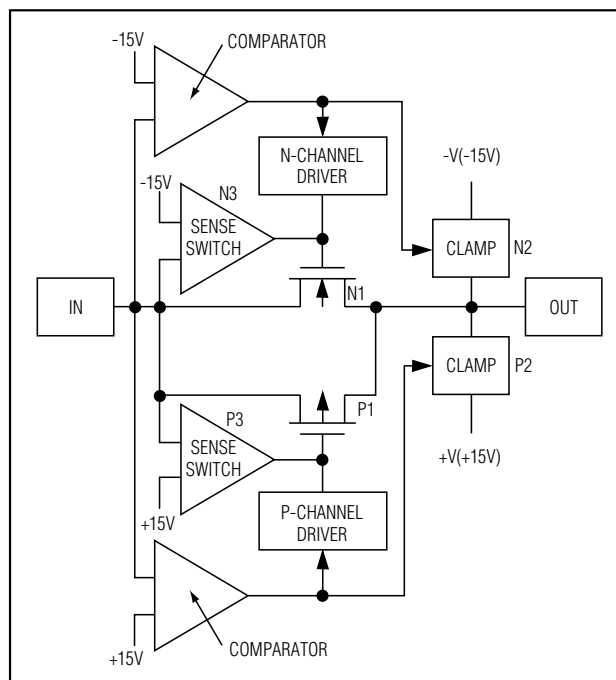 -15V
COMPARATOR
N-CHANNEL
DRIVER
-V(-15V)
-15V
N3
SENSE
SWITCH
CLAMP
N2
N1
IN
OUT
CLAMP
P2
P1
P3
SENSE
SWITCH
+V(+15V)
+15V
P-CHANNEL
DRIVER
+15V
COMPARATOR